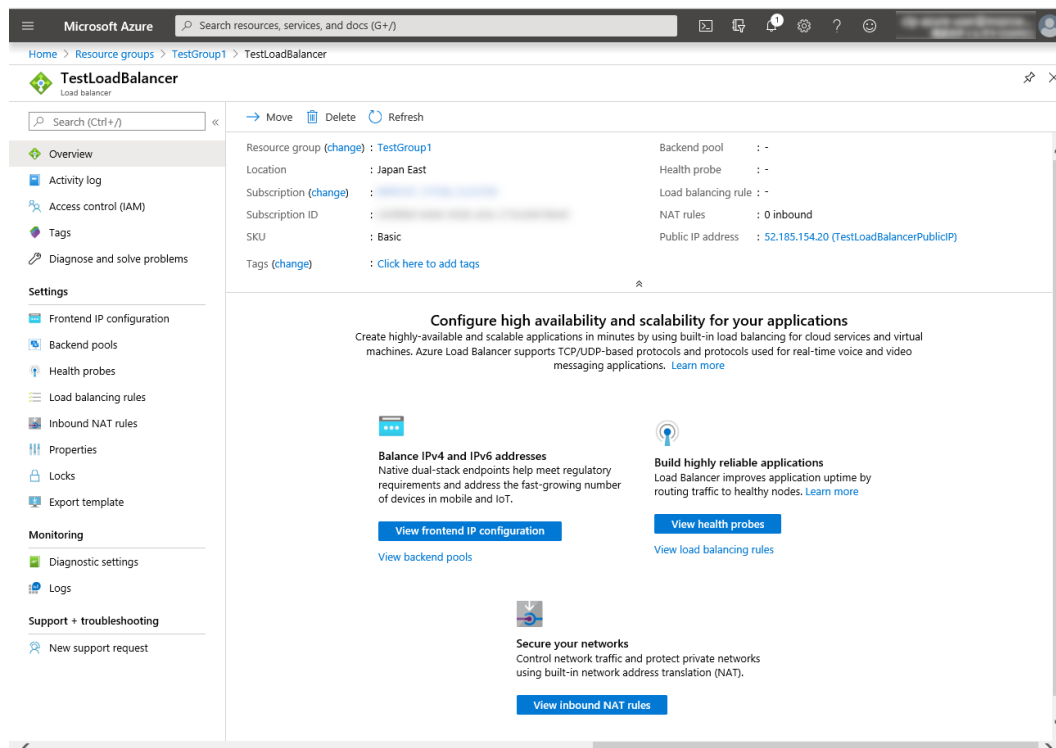 Microsoft Azure
Search resources, services, and docs (G+/)
1
Home > Resource groups > TestGroup1 > TestLoadBalancer
TestLoadBalancer
Load balancer
Search (Ctrl+/)
«
Overview
Activity log
Access control (IAM)
Tags
Diagnose and solve problems
Settings
Frontend IP configuration
Backend pools
Health probes
Load balancing rules
Inbound NAT rules
Properties
Locks
Export template
Monitoring
Diagnostic settings
Logs
Support + troubleshooting
New support request
Move Delete Refresh
Resource group (change) : TestGroup1
Location : Japan East
Subscription (change) :
Subscription ID :
SKU : Basic
Tags (change) : Click here to add tags
Backend pool : -
Health probe : -
Load balancing rule : -
NAT rules : 0 inbound
Public IP address : 52.185.154.20 (TestLoadBalancerPublicIP)
Configure high availability and scalability for your applications
Create highly-available and scalable applications in minutes by using built-in load balancing for cloud services and virtual
machines. Azure Load Balancer supports TCP/UDP-based protocols and protocols used for real-time voice and video
messaging applications. Learn more
Balance IPv4 and IPv6 addresses
Native dual-stack endpoints help meet regulatory
requirements and address the fast-growing number
of devices in mobile and IoT.
View frontend IP configuration
View backend pools
Build highly reliable applications
Load Balancer improves application uptime by
routing traffic to healthy nodes. Learn more
View health probes
View load balancing rules
Secure your networks
Control network traffic and protect private networks
using built-in network address translation (NAT).
View inbound NAT rules